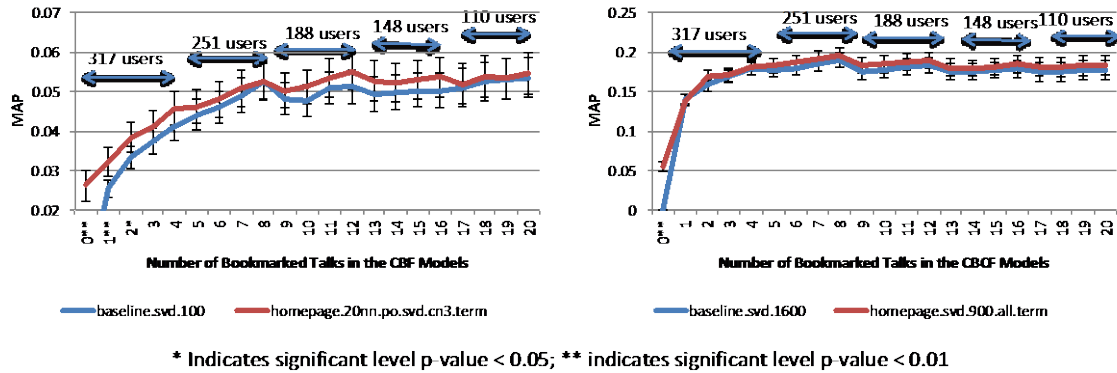 0.06
0.05
0.04
0.03
0.02
MAP
317 users
251 users
188 users
148 users
110 users
0**
1**
2*
3
4
5
6
7
8
9
10
11
12
13
14
15
16
17
18
19
20
Number of Bookmarked Talks in the CBF Models
baseline.svd.100
homepage.20nn.po.svd.cn3.term
0.25
0.2
0.15
0.1
0.05
0
MAP
317 users
251 users
188 users
148 users
110 users
0**
1
2
3
4
5
6
7
8
9
10
11
12
13
14
15
16
17
18
19
20
Number of Bookmarked Talks in the CBCF Models
baseline.svd.1600
homepage.svd.900.all.term
* Indicates significant level p-value < 0.05; ** indicates significant level p-value < 0.01